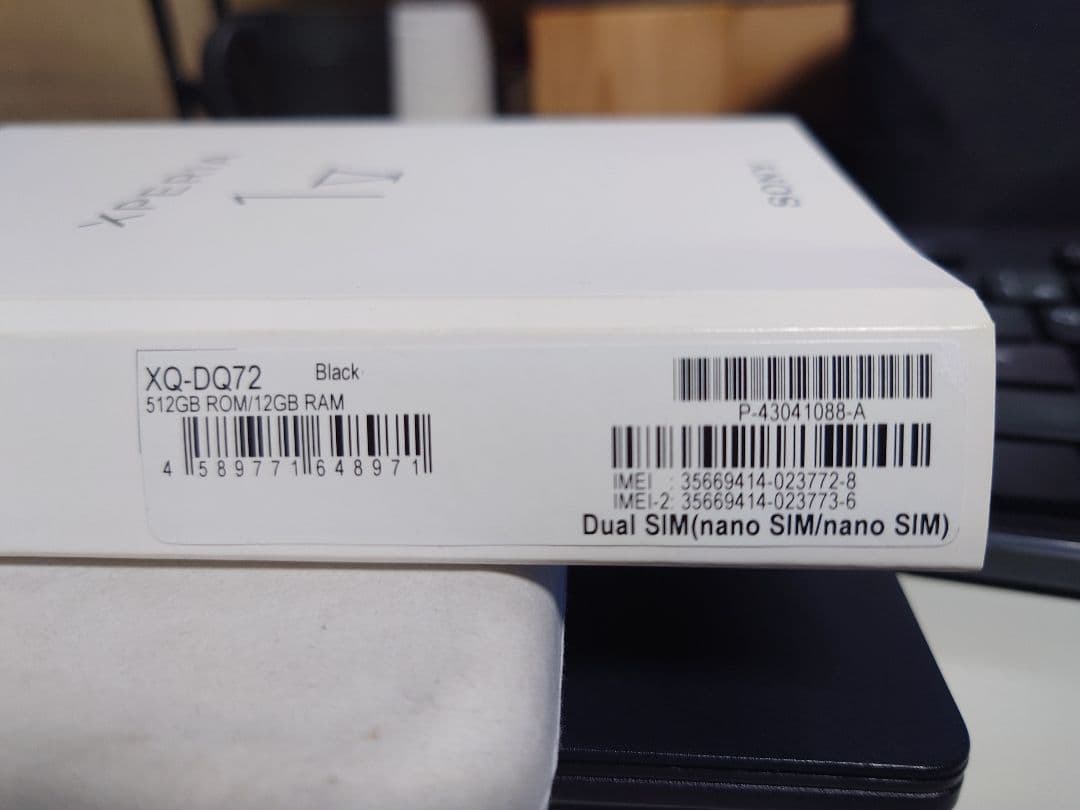 XPERIA
1 V
SONY
XQ-DQ72 Black
512GB ROM/12GB RAM
4 589771 648971
P-43041088-A
IMEI : 35669414-023772-8
IMEI-2: 35669414-023773-6
Dual SIM(nano SIM/nano SIM)